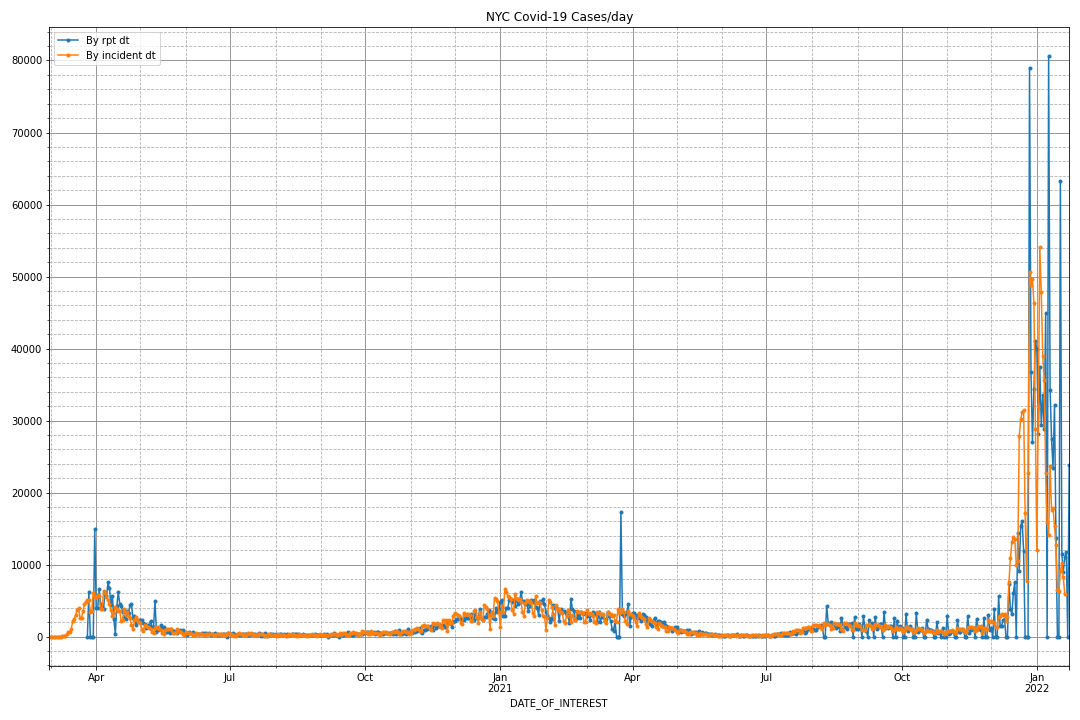 NYC Covid-19 Cases/day
By rpt dt
By incident dt
80000
70000
60000
50000
40000
30000
20000
10000
0
Apr Jul Oct Jan Apr Jul Oct Jan
2021 2022
DATE_OF_INTEREST